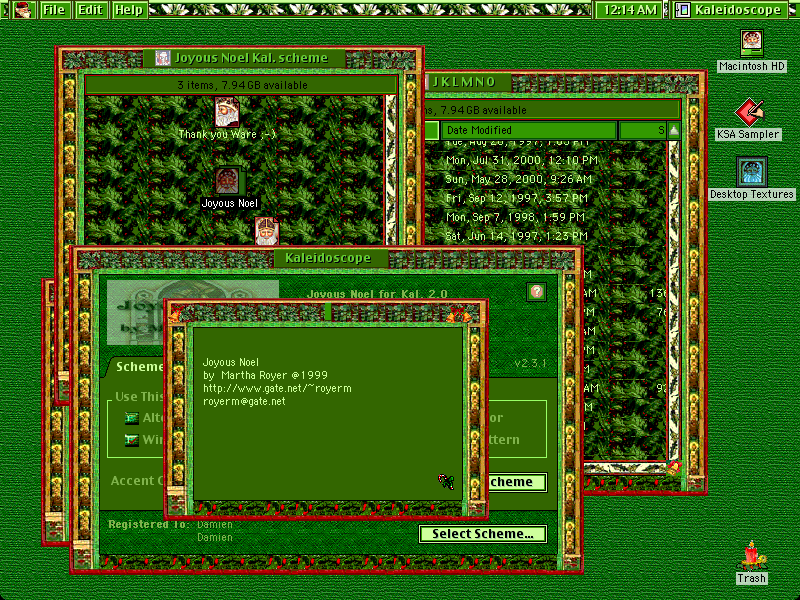 File Edit Help
12:14 AM
Kaleidoscope
Macintosh HD
KSA Sampler
Desktop Textures
Trash
Joyous Noel Kal. scheme
3 items, 7.94 GB available
Thank you Ware ;-)
Joyous Noel
JKLMNO
7.94 GB available
Date Modified
S
Tue, Aug 26, 1997, 1:03 PM
Mon, Jul 31, 2000, 12:10 PM
Sun, May 28, 2000, 9:26 AM
Fri, Sep 12, 1997, 3:57 PM
Mon, Sep 7, 1998, 1:59 PM
Sat, Jun 14, 1997, 1:23 PM
Kaleidoscope
Joyous Noel for Kal. 2.0
v2.3.1
Scheme
Use This
Alte
or
Win
ttern
Accent C
cheme
Registered To: Damien
Damien
Select Scheme...
Joyous Noel
by Martha Royer @1999
http://www.gate.net/~royerm
royerm@gate.net